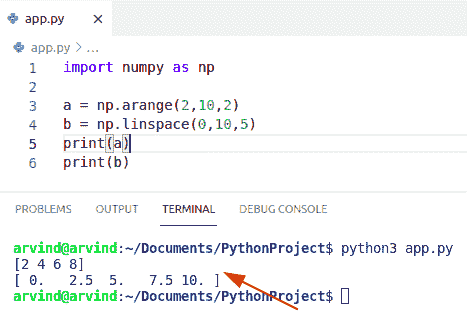 app.py ×
app.py > ...
1 import numpy as np
2
3 a = np.arange(2,10,2)
4 b = np.linspace(0,10,5)
5 print(a)
6 print(b)
PROBLEMS OUTPUT TERMINAL DEBUG CONSOLE
arvind@arvind:~/Documents/PythonProject$ python3 app.py
[2 4 6 8]
[ 0.   2.5  5.   7.5 10. ]
arvind@arvind:~/Documents/PythonProject$